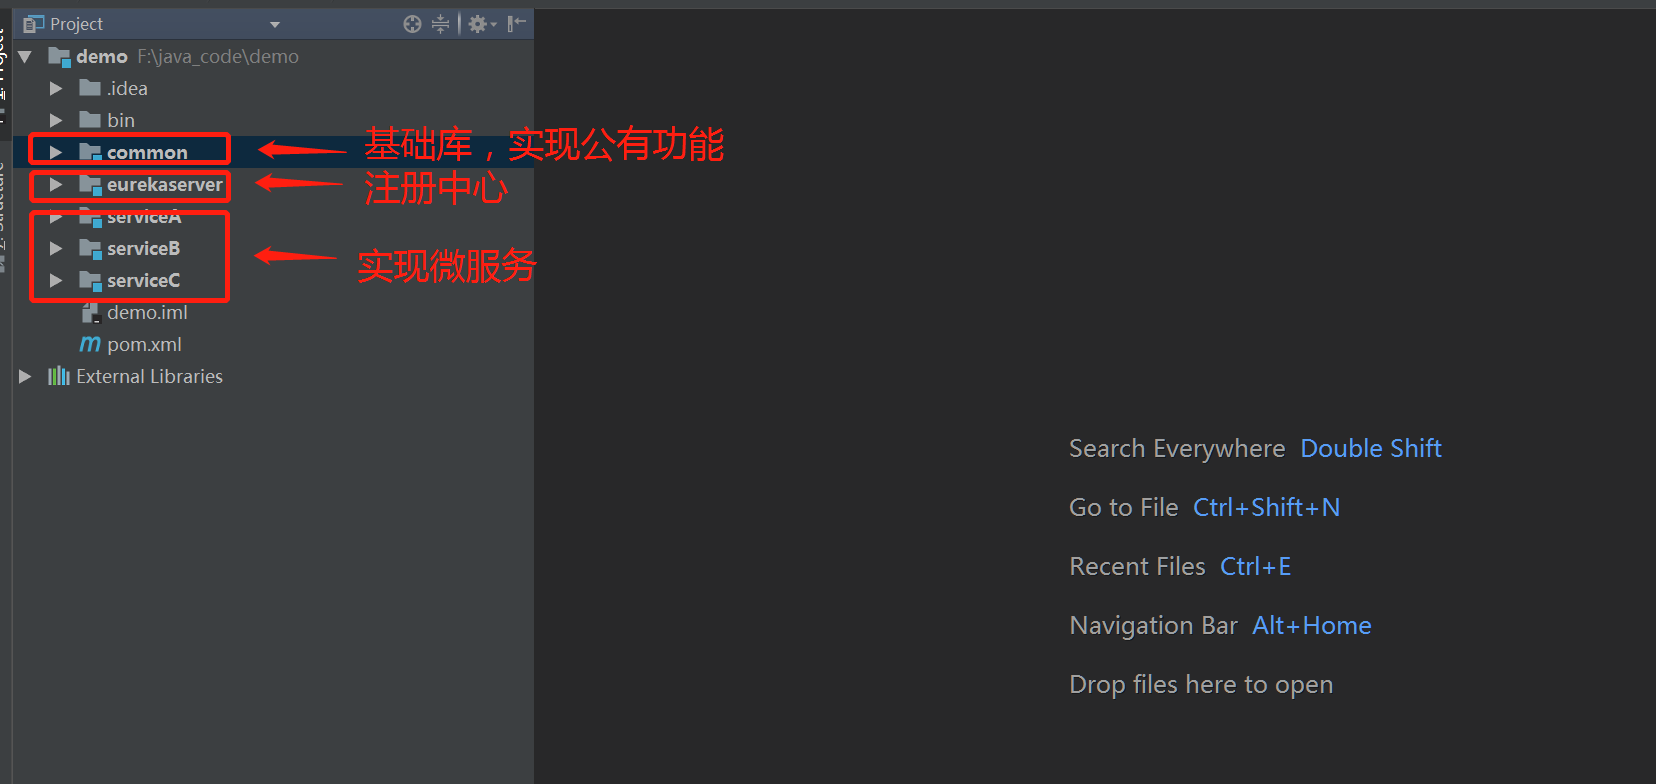 Project
demo F:\java_code\demo
.idea
bin
common
基础库，实现公有功能
eurekaserver
注册中心
serviceA
serviceB
实现微服务
serviceC
demo.iml
pom.xml
External Libraries
Search Everywhere Double Shift
Go to File Ctrl+Shift+N
Recent Files Ctrl+E
Navigation Bar Alt+Home
Drop files here to open